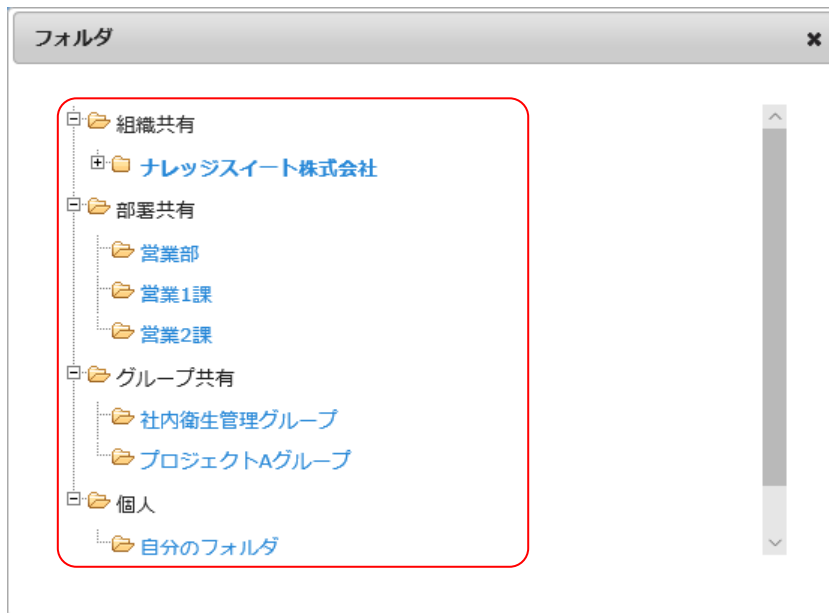 フォルダ
組織共有
ナレッジスイート株式会社
部署共有
営業部
営業1課
営業2課
グループ共有
社内衛生管理グループ
プロジェクトAグループ
個人
自分のフォルダ